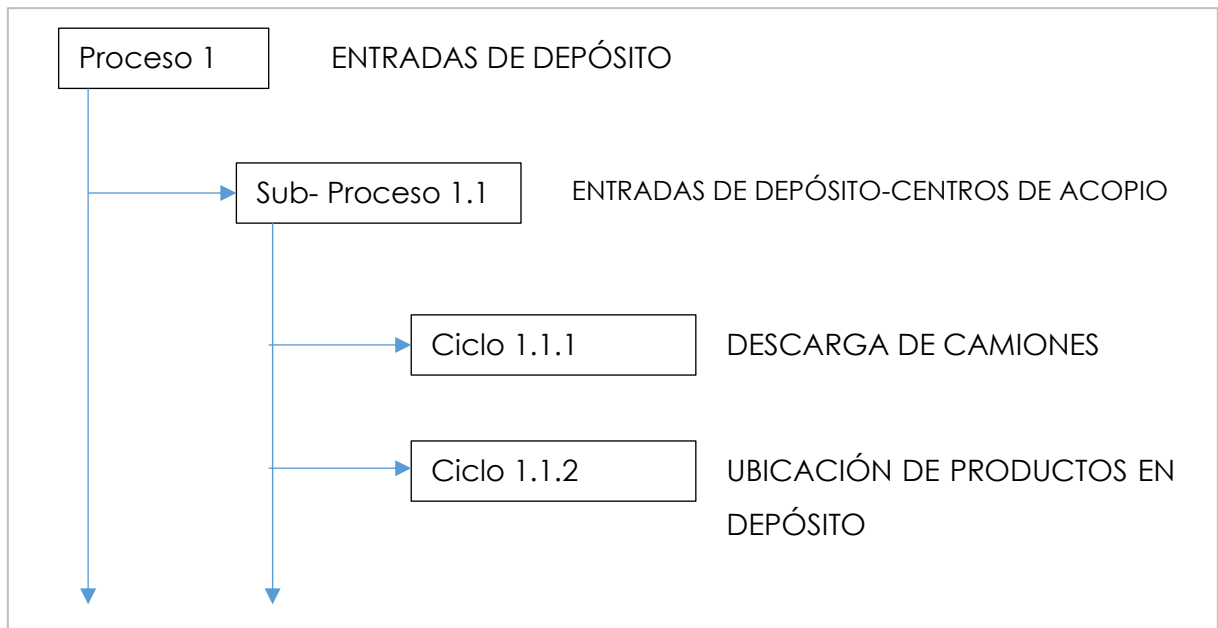 Proceso 1 ENTRADAS DE DEPÓSITO
Sub- Proceso 1.1 ENTRADAS DE DEPÓSITO-CENTROS DE ACOPIO
Ciclo 1.1.1 DESCARGA DE CAMIONES
Ciclo 1.1.2 UBICACIÓN DE PRODUCTOS EN
DEPÓSITO